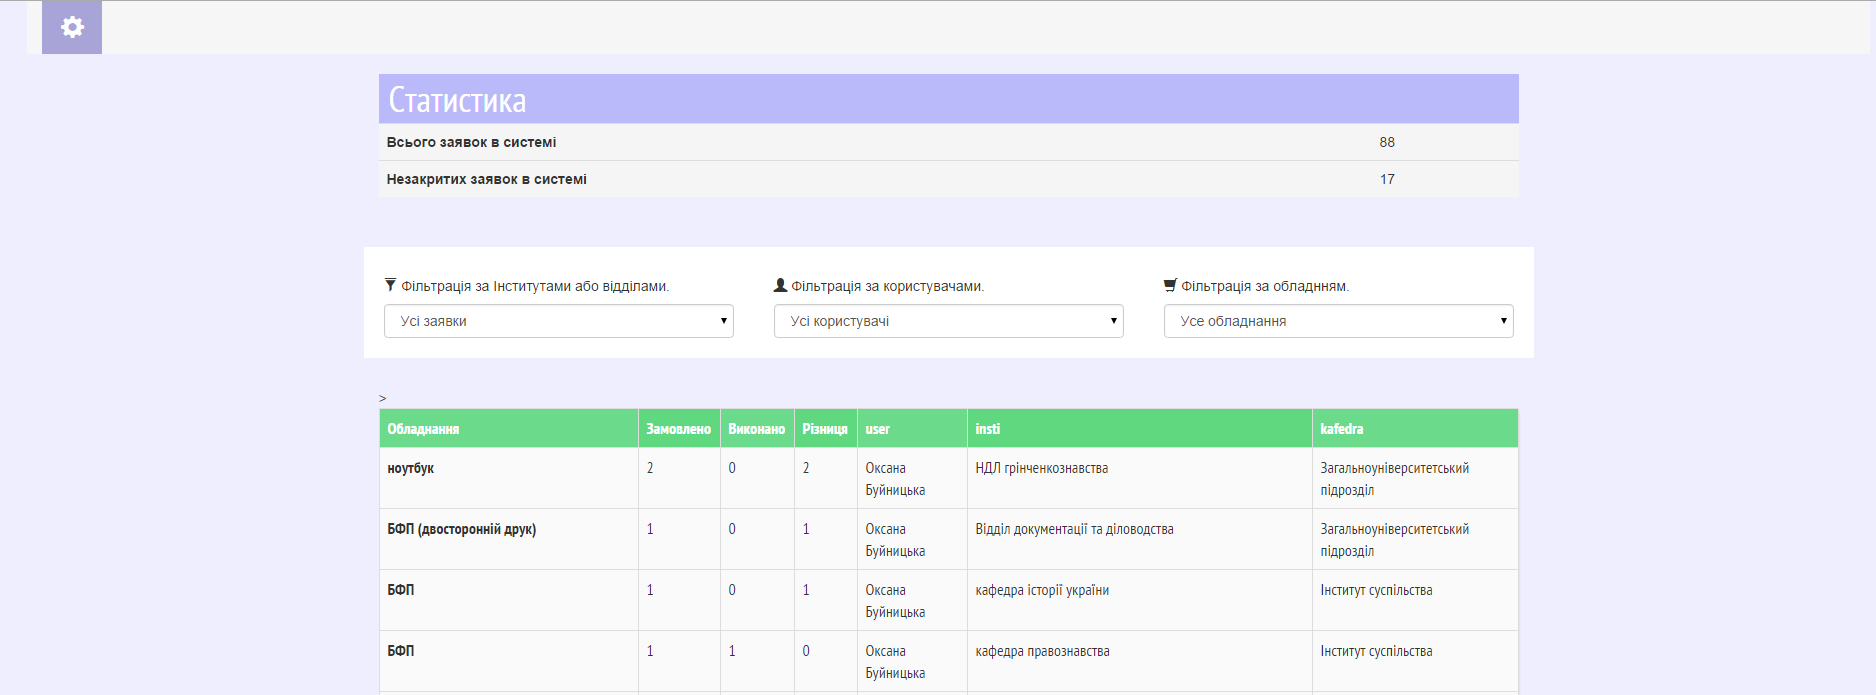 Статистика
Всього заявок в системі 88
Незакритих заявок в системі 17
Фільтрація за Інститутами або відділами. Фільтрація за користувачами. Фільтрація за обладнням.
Усі заявки Усі користувачі Усе обладнання
>
Обладнання Замовлено Виконано Різниця user insti kafedra
ноутбук 2 0 2 Оксана НДЛ грінченкознавства Загальноуніверситетський
Буйницька підрозділ
БФП (двосторонній друк) 1 0 1 Оксана Відділ документації та діловодства Загальноуніверситетський
Буйницька підрозділ
БФП 1 0 1 Оксана кафедра історії україни Інститут суспільства
Буйницька
БФП 1 1 0 Оксана кафедра правознавства Інститут суспільства
Буйницька